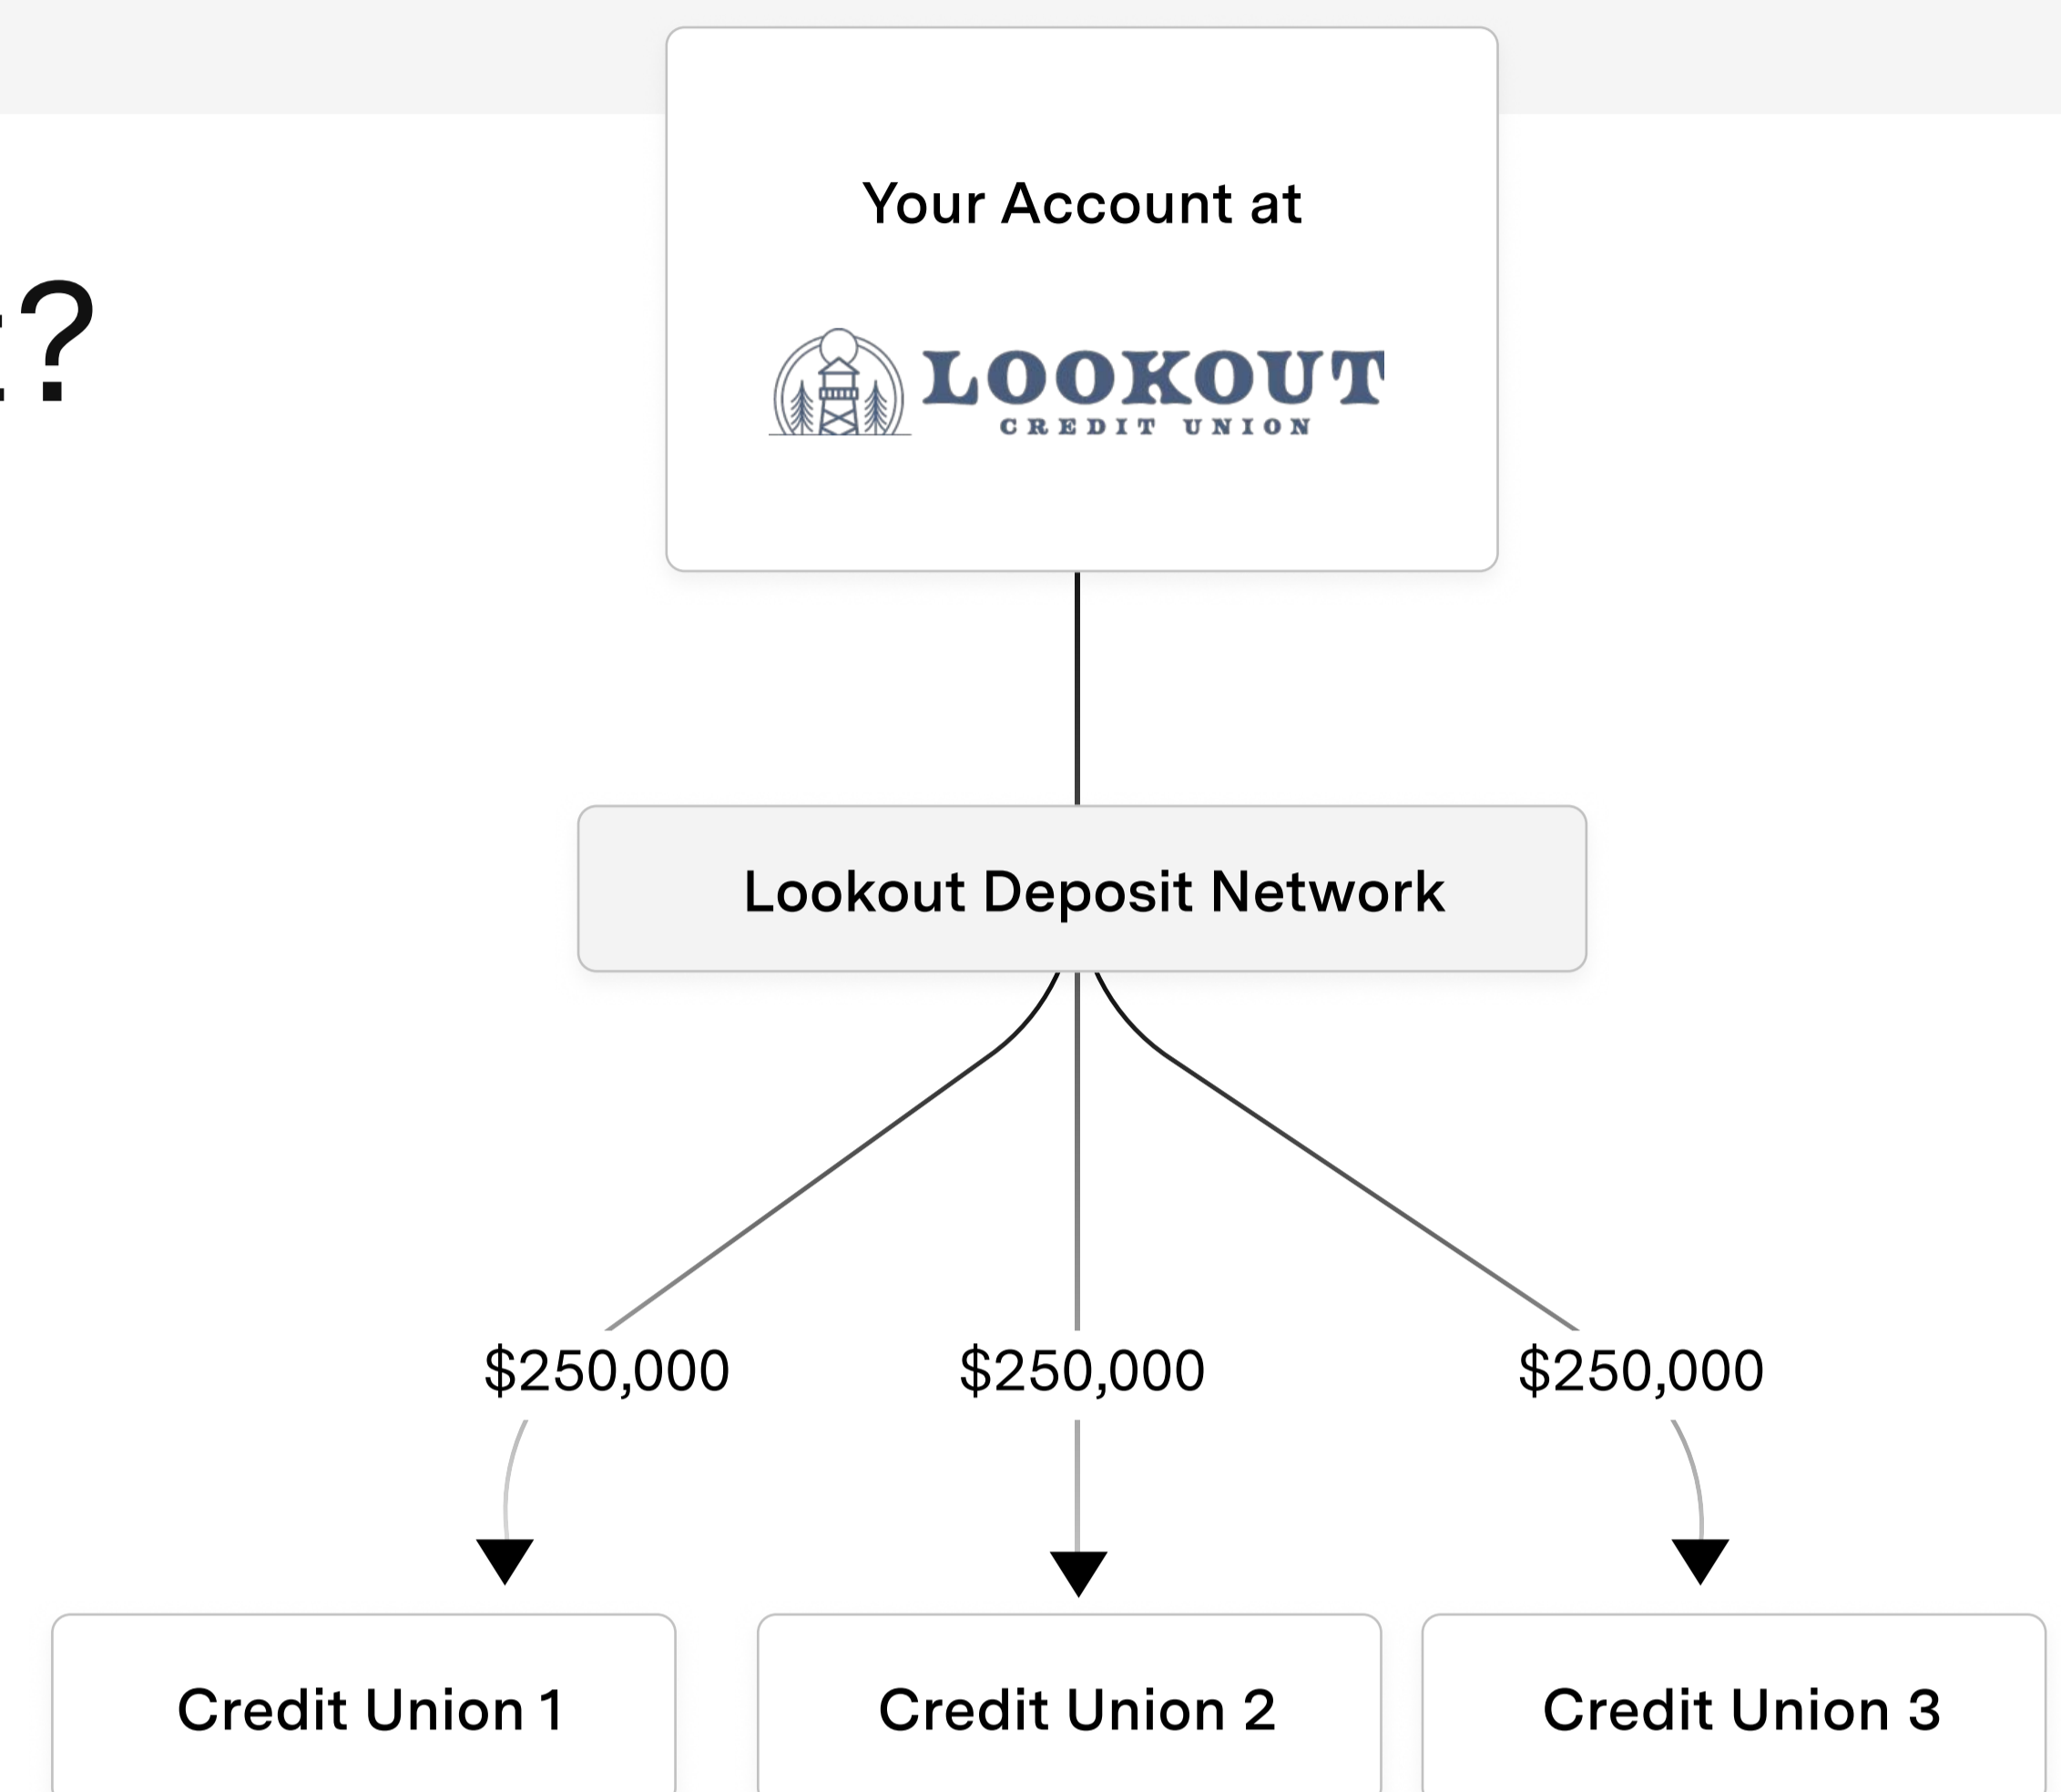 Your Account at
?
LOOKOUT
CREDIT UNION
Lookout Deposit Network
$250,000 $250,000 $250,000
Credit Union 1 Credit Union 2 Credit Union 3